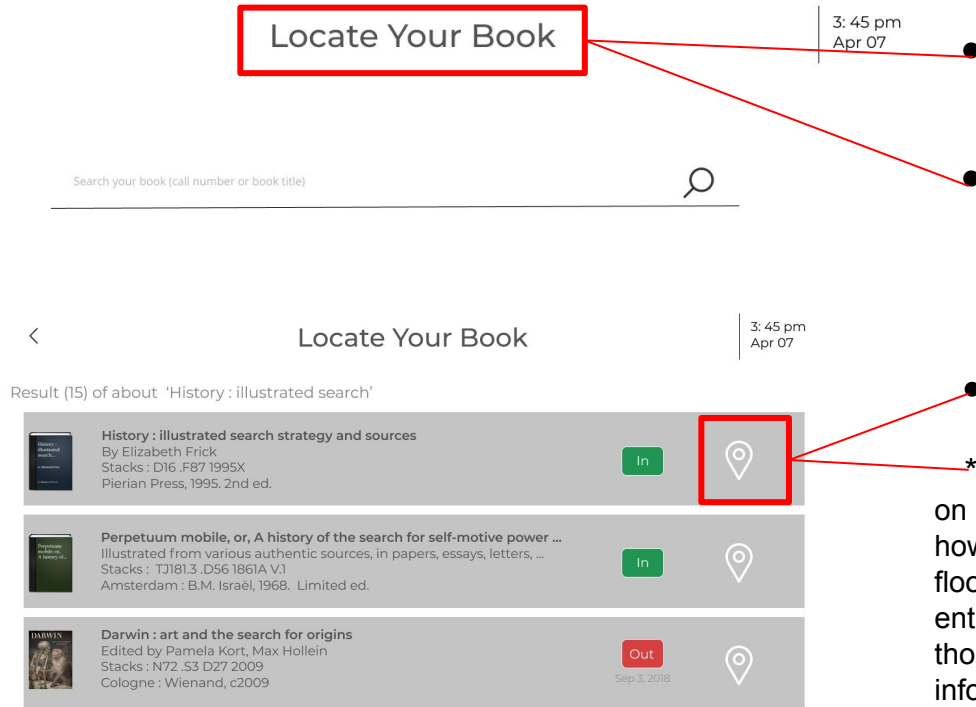 Locate Your Book
3: 45 pm
Apr 07
Search your book (call number or book title)
Locate Your Book
3: 45 pm
Apr 07
Result (15) of about ‘History : illustrated search’
History : illustrated search strategy and sources
By Elizabeth Frick
Stacks : D16 .F87 1995X
Pierian Press, 1995. 2nd ed.
In
Perpetuum mobile, or, A history of the search for self-motive power ...
Illustrated from various authentic sources, in papers, essays, letters, ...
Stacks : TJ181.3 .D56 1861A V.1
Amsterdam : B.M. Israël, 1968. Limited ed.
In
DARWIN
Darwin : art and the search for origins
Edited by Pamela Kort, Max Hollein
Stacks : N72 .S3 D27 2009
Cologne : Wienand, c2009
Out
Sep 3, 2018
*
on